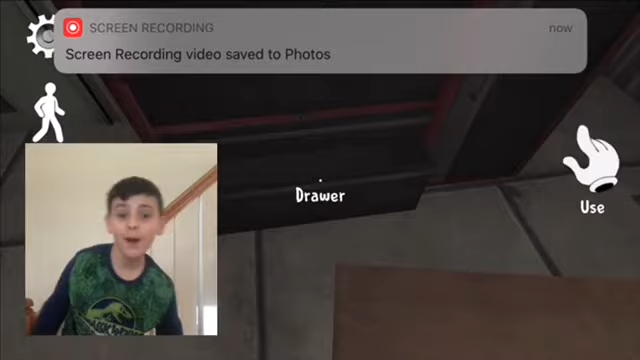 SCREEN RECORDING
now
Screen Recording video saved to Photos
Drawer
Use